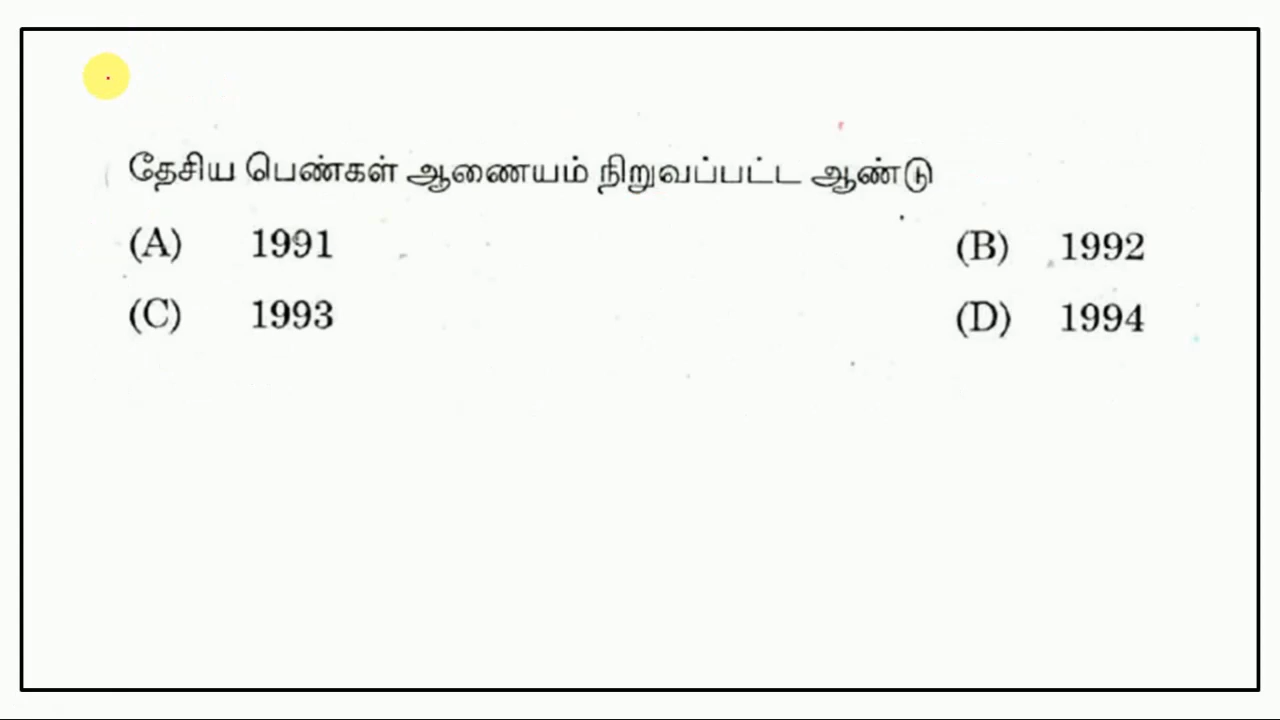 தேசிய பெண்கள் ஆணையம் நிறுவப்பட்ட ஆண்டு
(A) 1991 (B) 1992
(C) 1993 (D) 1994